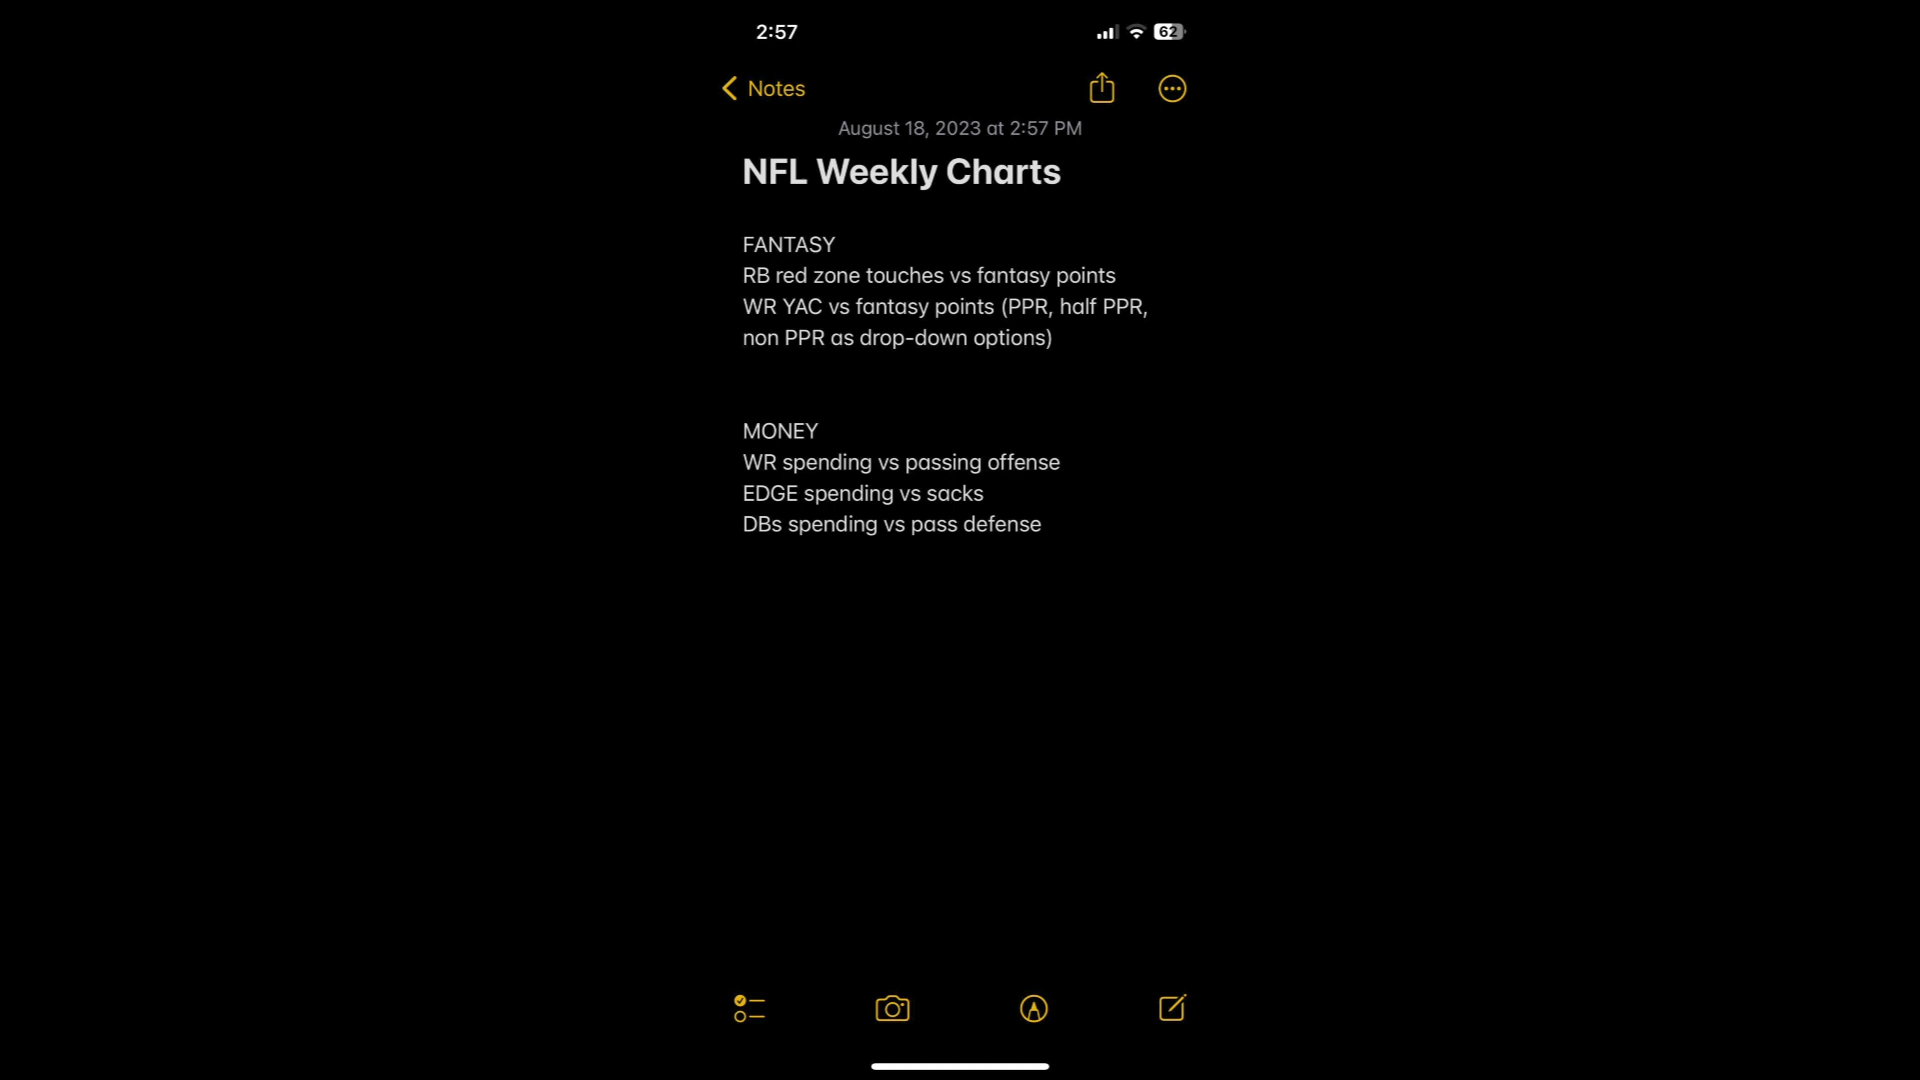 2:57
62
Notes
August 18, 2023 at 2:57 PM
NFL Weekly Charts
FANTASY
RB red zone touches vs fantasy points
WR YAC vs fantasy points (PPR, half PPR,
non PPR as drop-down options)
MONEY
WR spending vs passing offense
EDGE spending vs sacks
DBs spending vs pass defense